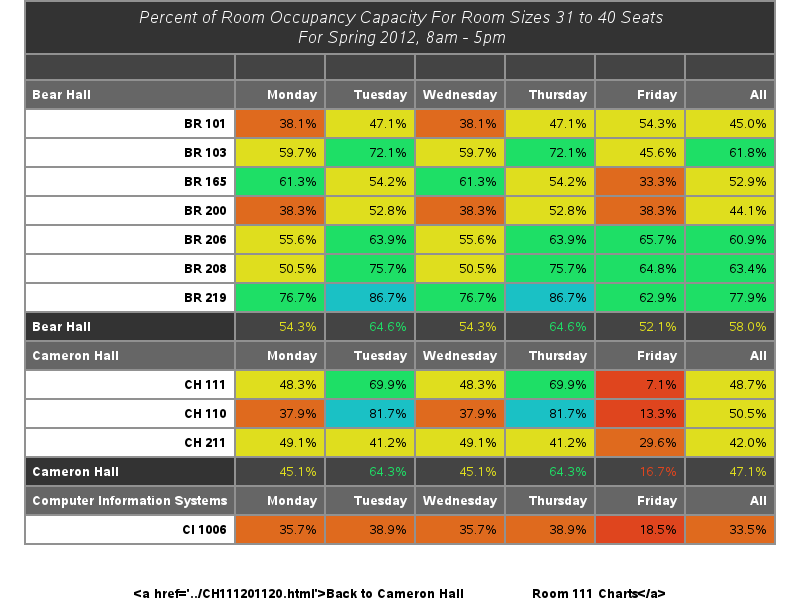 Percent of Room Occupancy Capacity For Room Sizes 31 to 40 Seats
For Spring 2012, 8am - 5pm
Bear Hall Monday Tuesday Wednesday Thursday Friday All
BR 101 38.1% 47.1% 38.1% 47.1% 54.3% 45.0%
BR 103 59.7% 72.1% 59.7% 72.1% 45.6% 61.8%
BR 165 61.3% 54.2% 61.3% 54.2% 33.3% 52.9%
BR 200 38.3% 52.8% 38.3% 52.8% 38.3% 44.1%
BR 206 55.6% 63.9% 55.6% 63.9% 65.7% 60.9%
BR 208 50.5% 75.7% 50.5% 75.7% 64.8% 63.4%
BR 219 76.7% 86.7% 76.7% 86.7% 62.9% 77.9%
Bear Hall 54.3% 64.6% 54.3% 64.6% 52.1% 58.0%
Cameron Hall Monday Tuesday Wednesday Thursday Friday All
CH 111 48.3% 69.9% 48.3% 69.9% 7.1% 48.7%
CH 110 37.9% 81.7% 37.9% 81.7% 13.3% 50.5%
CH 211 49.1% 41.2% 49.1% 41.2% 29.6% 42.0%
Cameron Hall 45.1% 64.3% 45.1% 64.3% 16.7% 47.1%
Computer Information Systems Monday Tuesday Wednesday Thursday Friday All
CI 1006 35.7% 38.9% 35.7% 38.9% 18.5% 33.5%
<a href='../CH111201120.html'>Back to Cameron Hall Room 111 Charts</a>